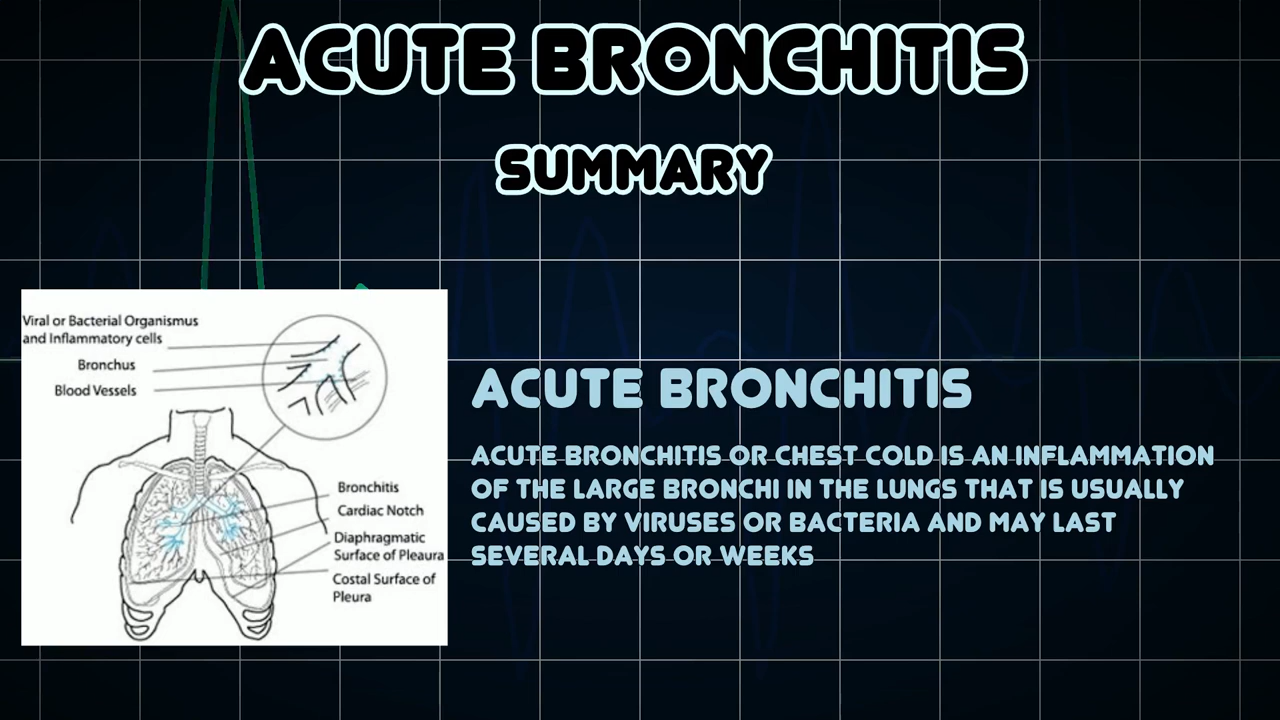 ACUTE BRONCHITIS
SUMMARY
Viral or Bacterial Organismus
and Inflammatory cells
Bronchus
Blood Vessels
Bronchitis
Cardiac Notch
Diaphragmatic
Surface of Pleaura
Costal Surface of
Pleura
ACUTE BRONCHITIS
ACUTE BRONCHITIS OR CHEST COLD IS AN INFLAMMATION
OF THE LARGE BRONCHI IN THE LUNGS THAT IS USUALLY
CAUSED BY VIRUSES OR BACTERIA AND MAY LAST
SEVERAL DAYS OR WEEKS